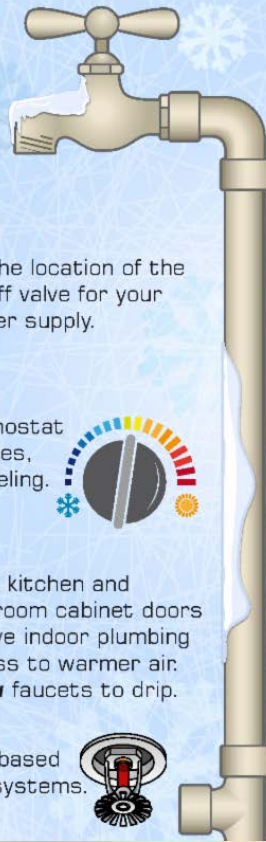 he location of the
ff valve for your
er supply.
ostat
es,
eling.
kitchen and
room cabinet doors
ve indoor plumbing
ss to warmer air.
faucets to drip.
based
systems.